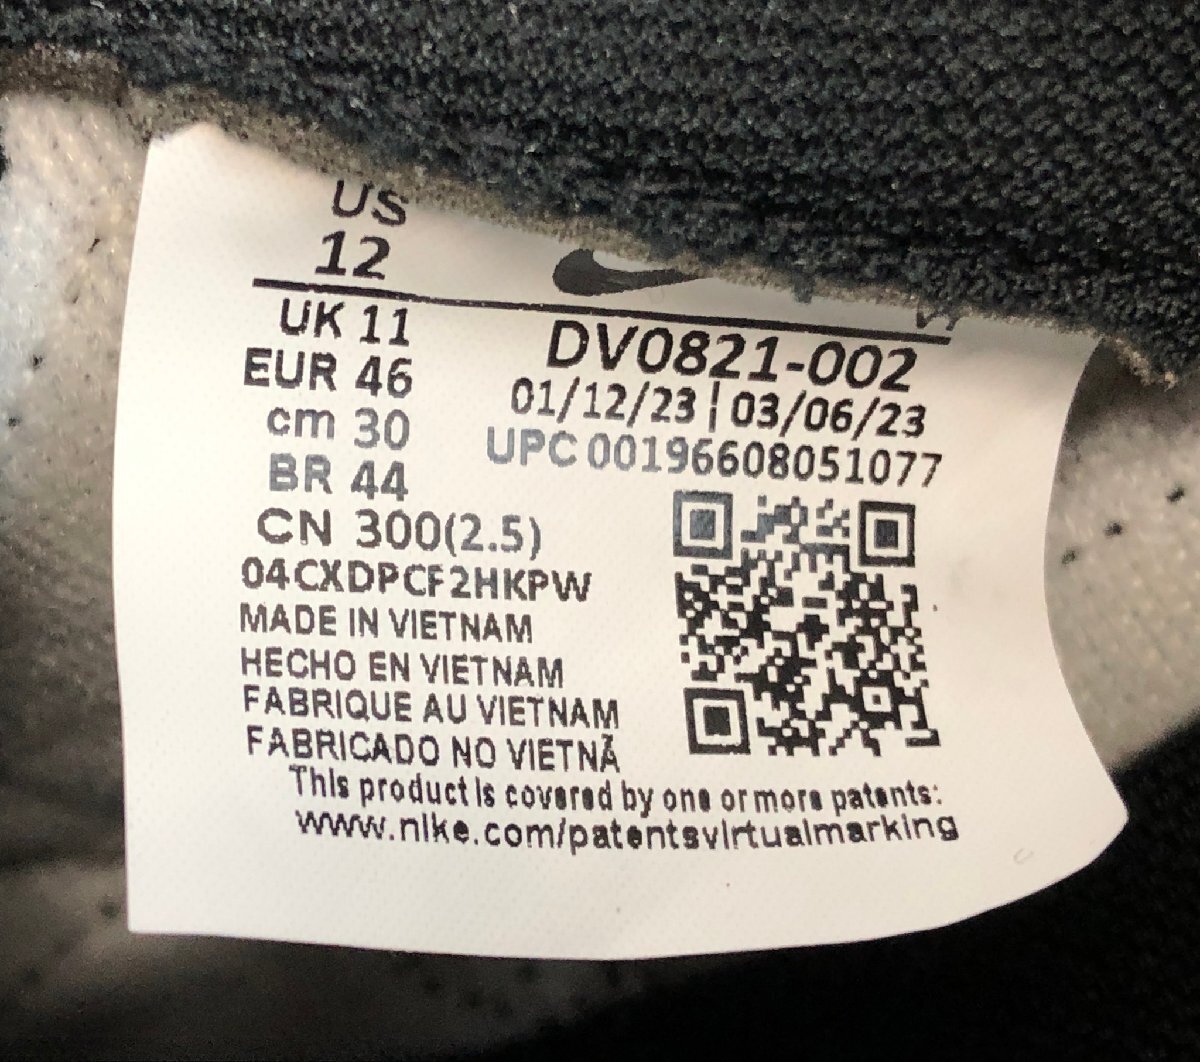 US
12
UK 11
EUR 46
cm 30
BR 44
CN 300(2.5)
DV0821-002
01/12/23 | 03/06/23
UPC 00196608051077
04CXDPCF2HKPW
MADE IN VIETNAM
HECHO EN VIETNAM
FABRIQUE AU VIETNAM
FABRICADO NO VIETNÃ
This product is covered by one or more patents:
www.nike.com/patentsvirtualmarking